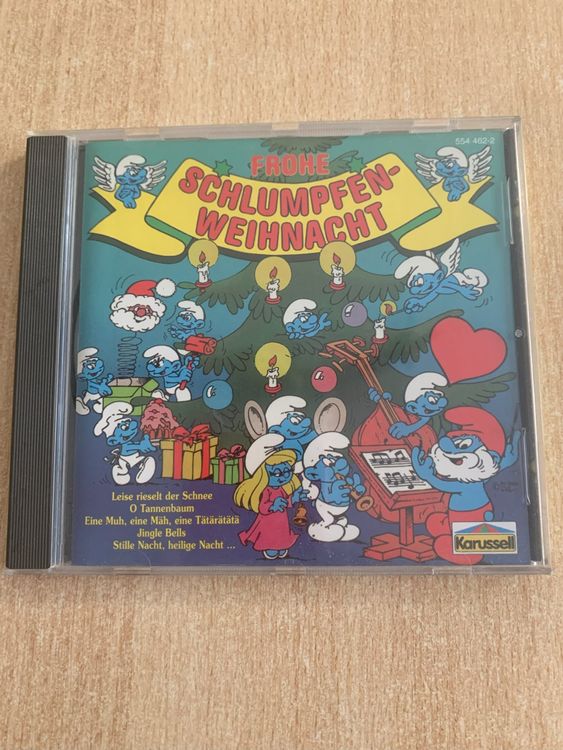 554 462-2
FROHE
SCHLUMPFEN-
WEIHNACHT
Leise rieselt der Schnee
O Tannenbaum
Eine Muh, eine Mäh, eine Tätärätätä
Jingle Bells
Stille Nacht, heilige Nacht ...
Karussell